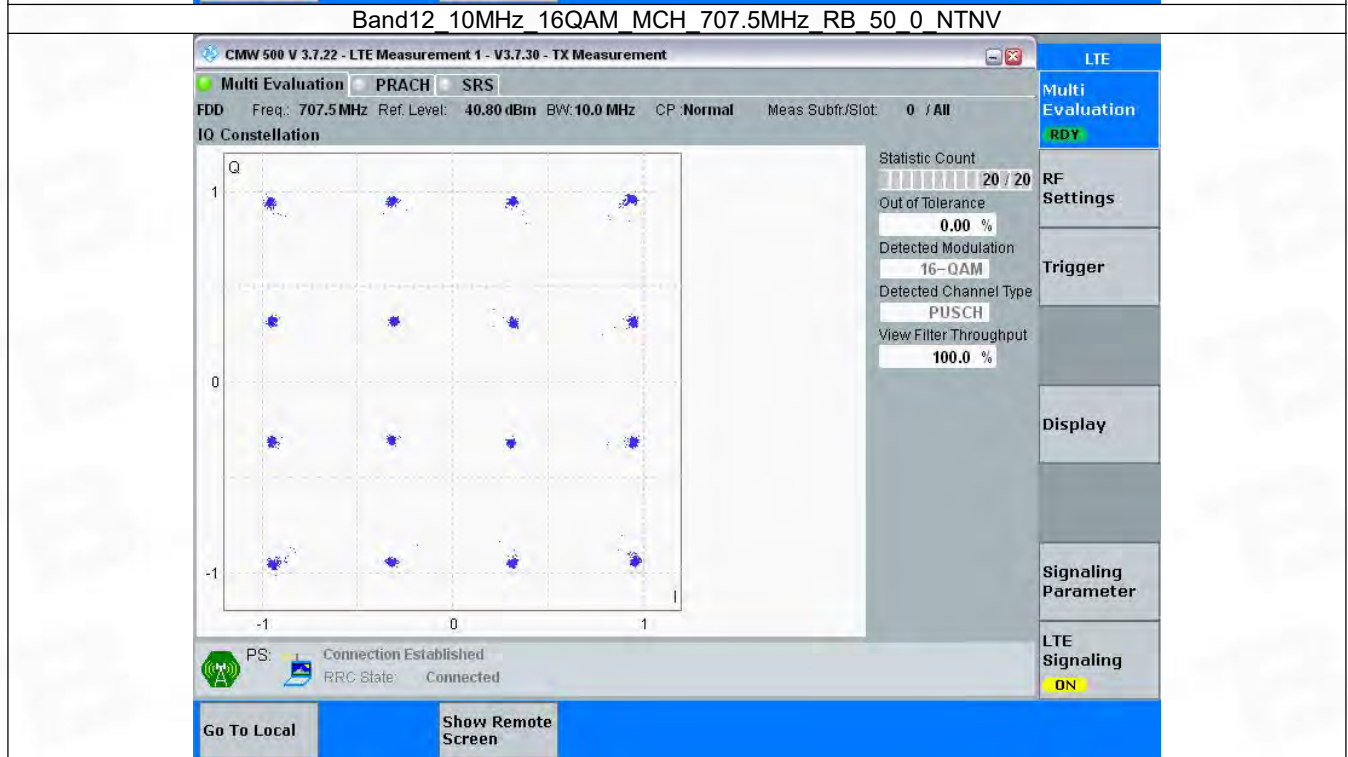 Band12_10MHz_16QAM_MCH_707.5MHz_RB_50_0_NTNV
CMW 500 V 3.7.22 - LTE Measurement 1 - V3.7.30 - TX Measurement
LTE
Multi Evaluation PRACH SRS
FDD Freq.: 707.5 MHz Ref. Level: 40.80 dBm BW: 10.0 MHz CP :Normal Meas Subfr./Slot: 0 / All
IQ Constellation
Q
1
0
-1
I
-1 0 1
Statistic Count
20 / 20
Out of Tolerance
0.00 %
Detected Modulation
16-QAM
Detected Channel Type
PUSCH
View Filter Throughput
100.0 %
Multi
Evaluation
RDY
RF
Settings
Trigger
Display
Signaling
Parameter
LTE
Signaling
ON
PS: Connection Established
RRC State: Connected
Go To Local
Show Remote
Screen